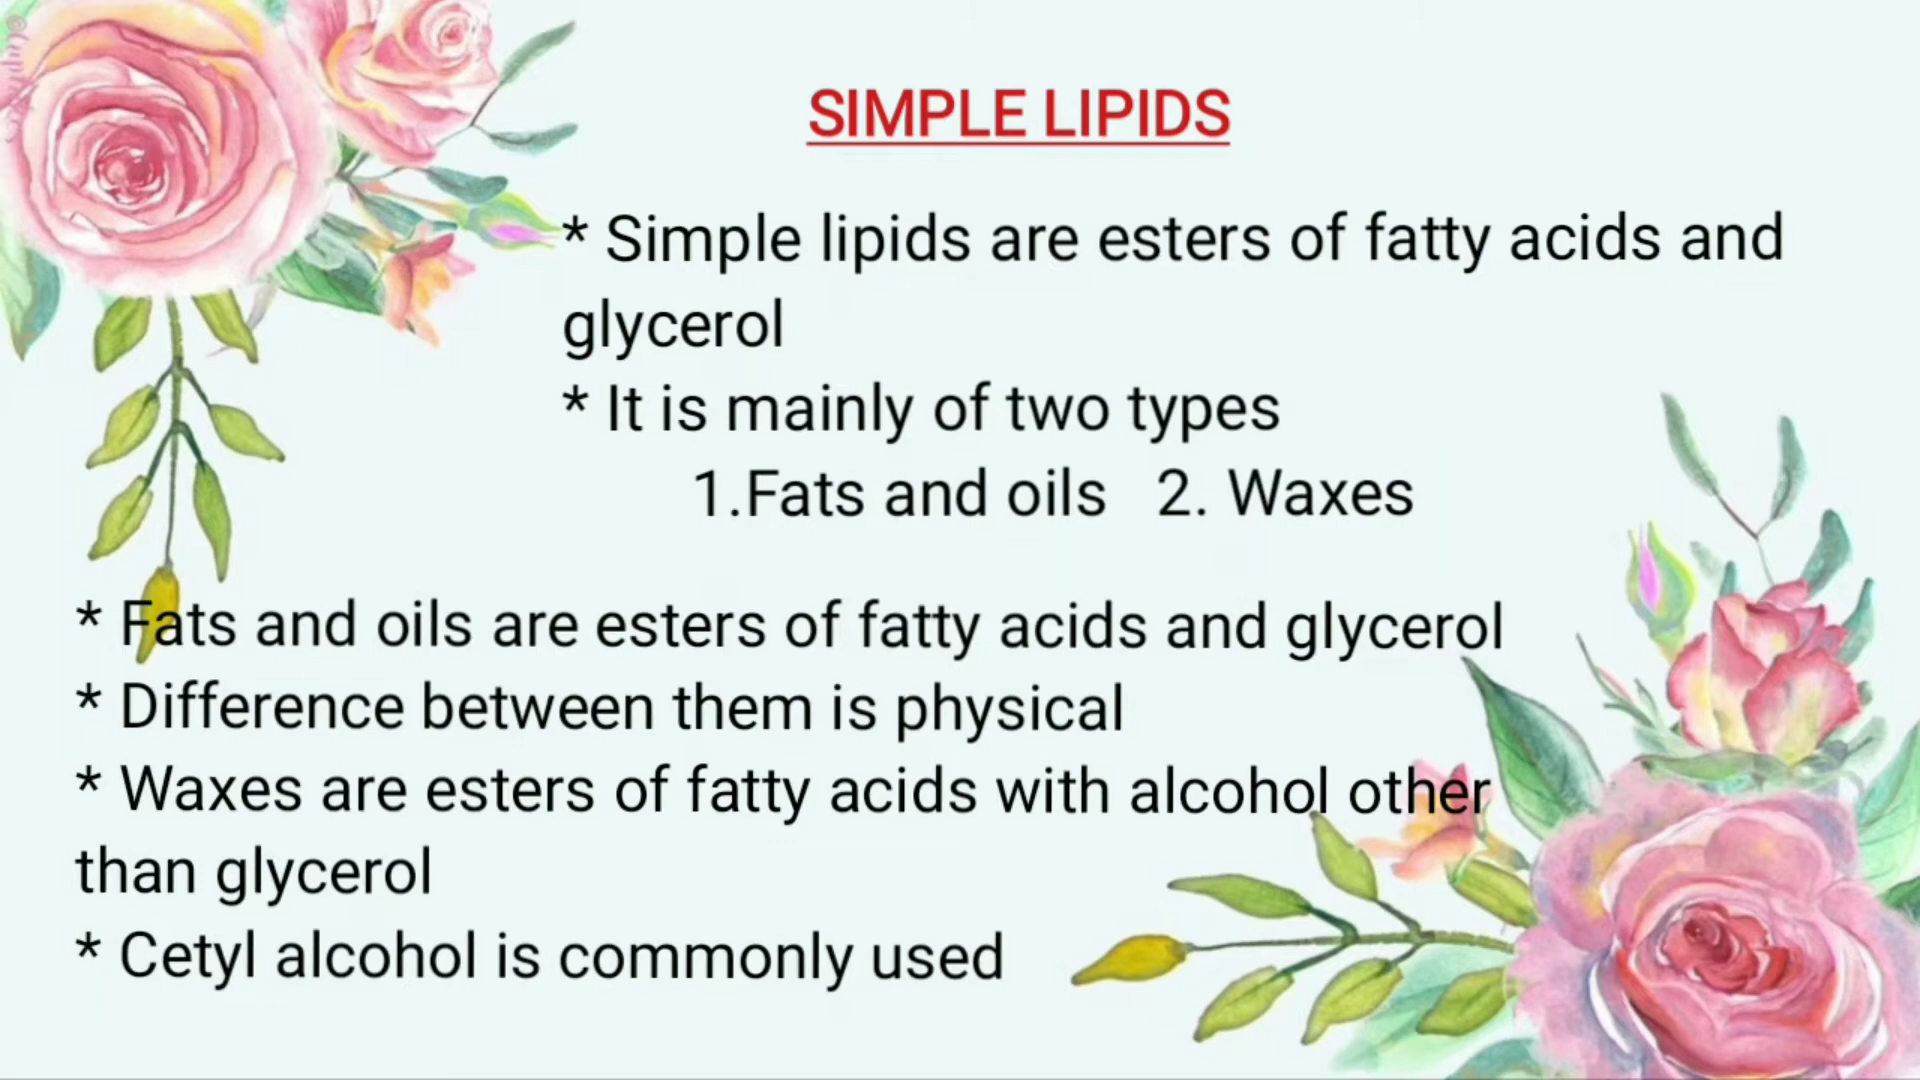 SIMPLE LIPIDS
* Simple lipids are esters of fatty acids and
glycerol
* It is mainly of two types
1.Fats and oils 2. Waxes
* Fats and oils are esters of fatty acids and glycerol
* Difference between them is physical
* Waxes are esters of fatty acids with alcohol other
than glycerol
* Cetyl alcohol is commonly used